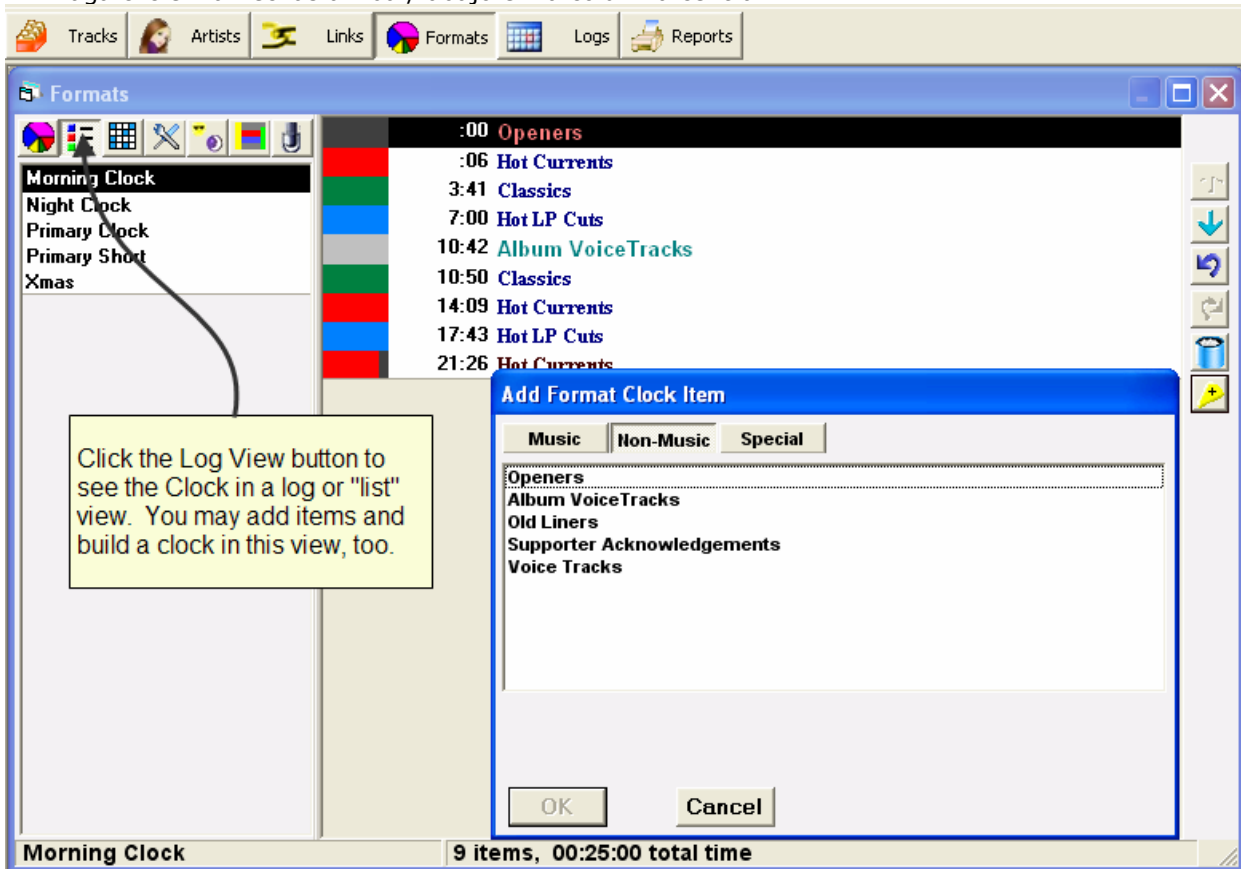 Tracks Artists Links Formats Logs Reports
Formats
Morning Clock
Night Clock
Primary Clock
Primary Short
Xmas
:00 Openers
:06 Hot Currents
3:41 Classics
7:00 Hot LP Cuts
10:42 Album VoiceTracks
10:50 Classics
14:09 Hot Currents
17:43 Hot LP Cuts
21:26 Hot Currents
Click the Log View button to
see the Clock in a log or "list"
view. You may add items and
build a clock in this view, too.
Add Format Clock Item
Music Non-Music Special
Openers
Album VoiceTracks
Old Liners
Supporter Acknowledgements
Voice Tracks
OK Cancel
Morning Clock 9 items, 00:25:00 total time